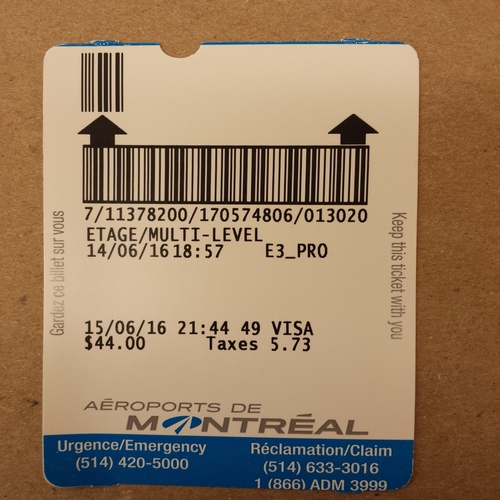 7/11378200/170574806/013020
ETAGE/MULTI-LEVEL
14/06/16 18:57 E3_PRO
Gardez ce billet sur vous
Keep this ticket with you
15/06/16 21:44 49 VISA
$44.00 Taxes 5.73
AÉROPORTS DE
MONTRÉAL
Urgence/Emergency
(514) 420-5000
Réclamation/Claim
(514) 633-3016
1 (866) ADM 3999